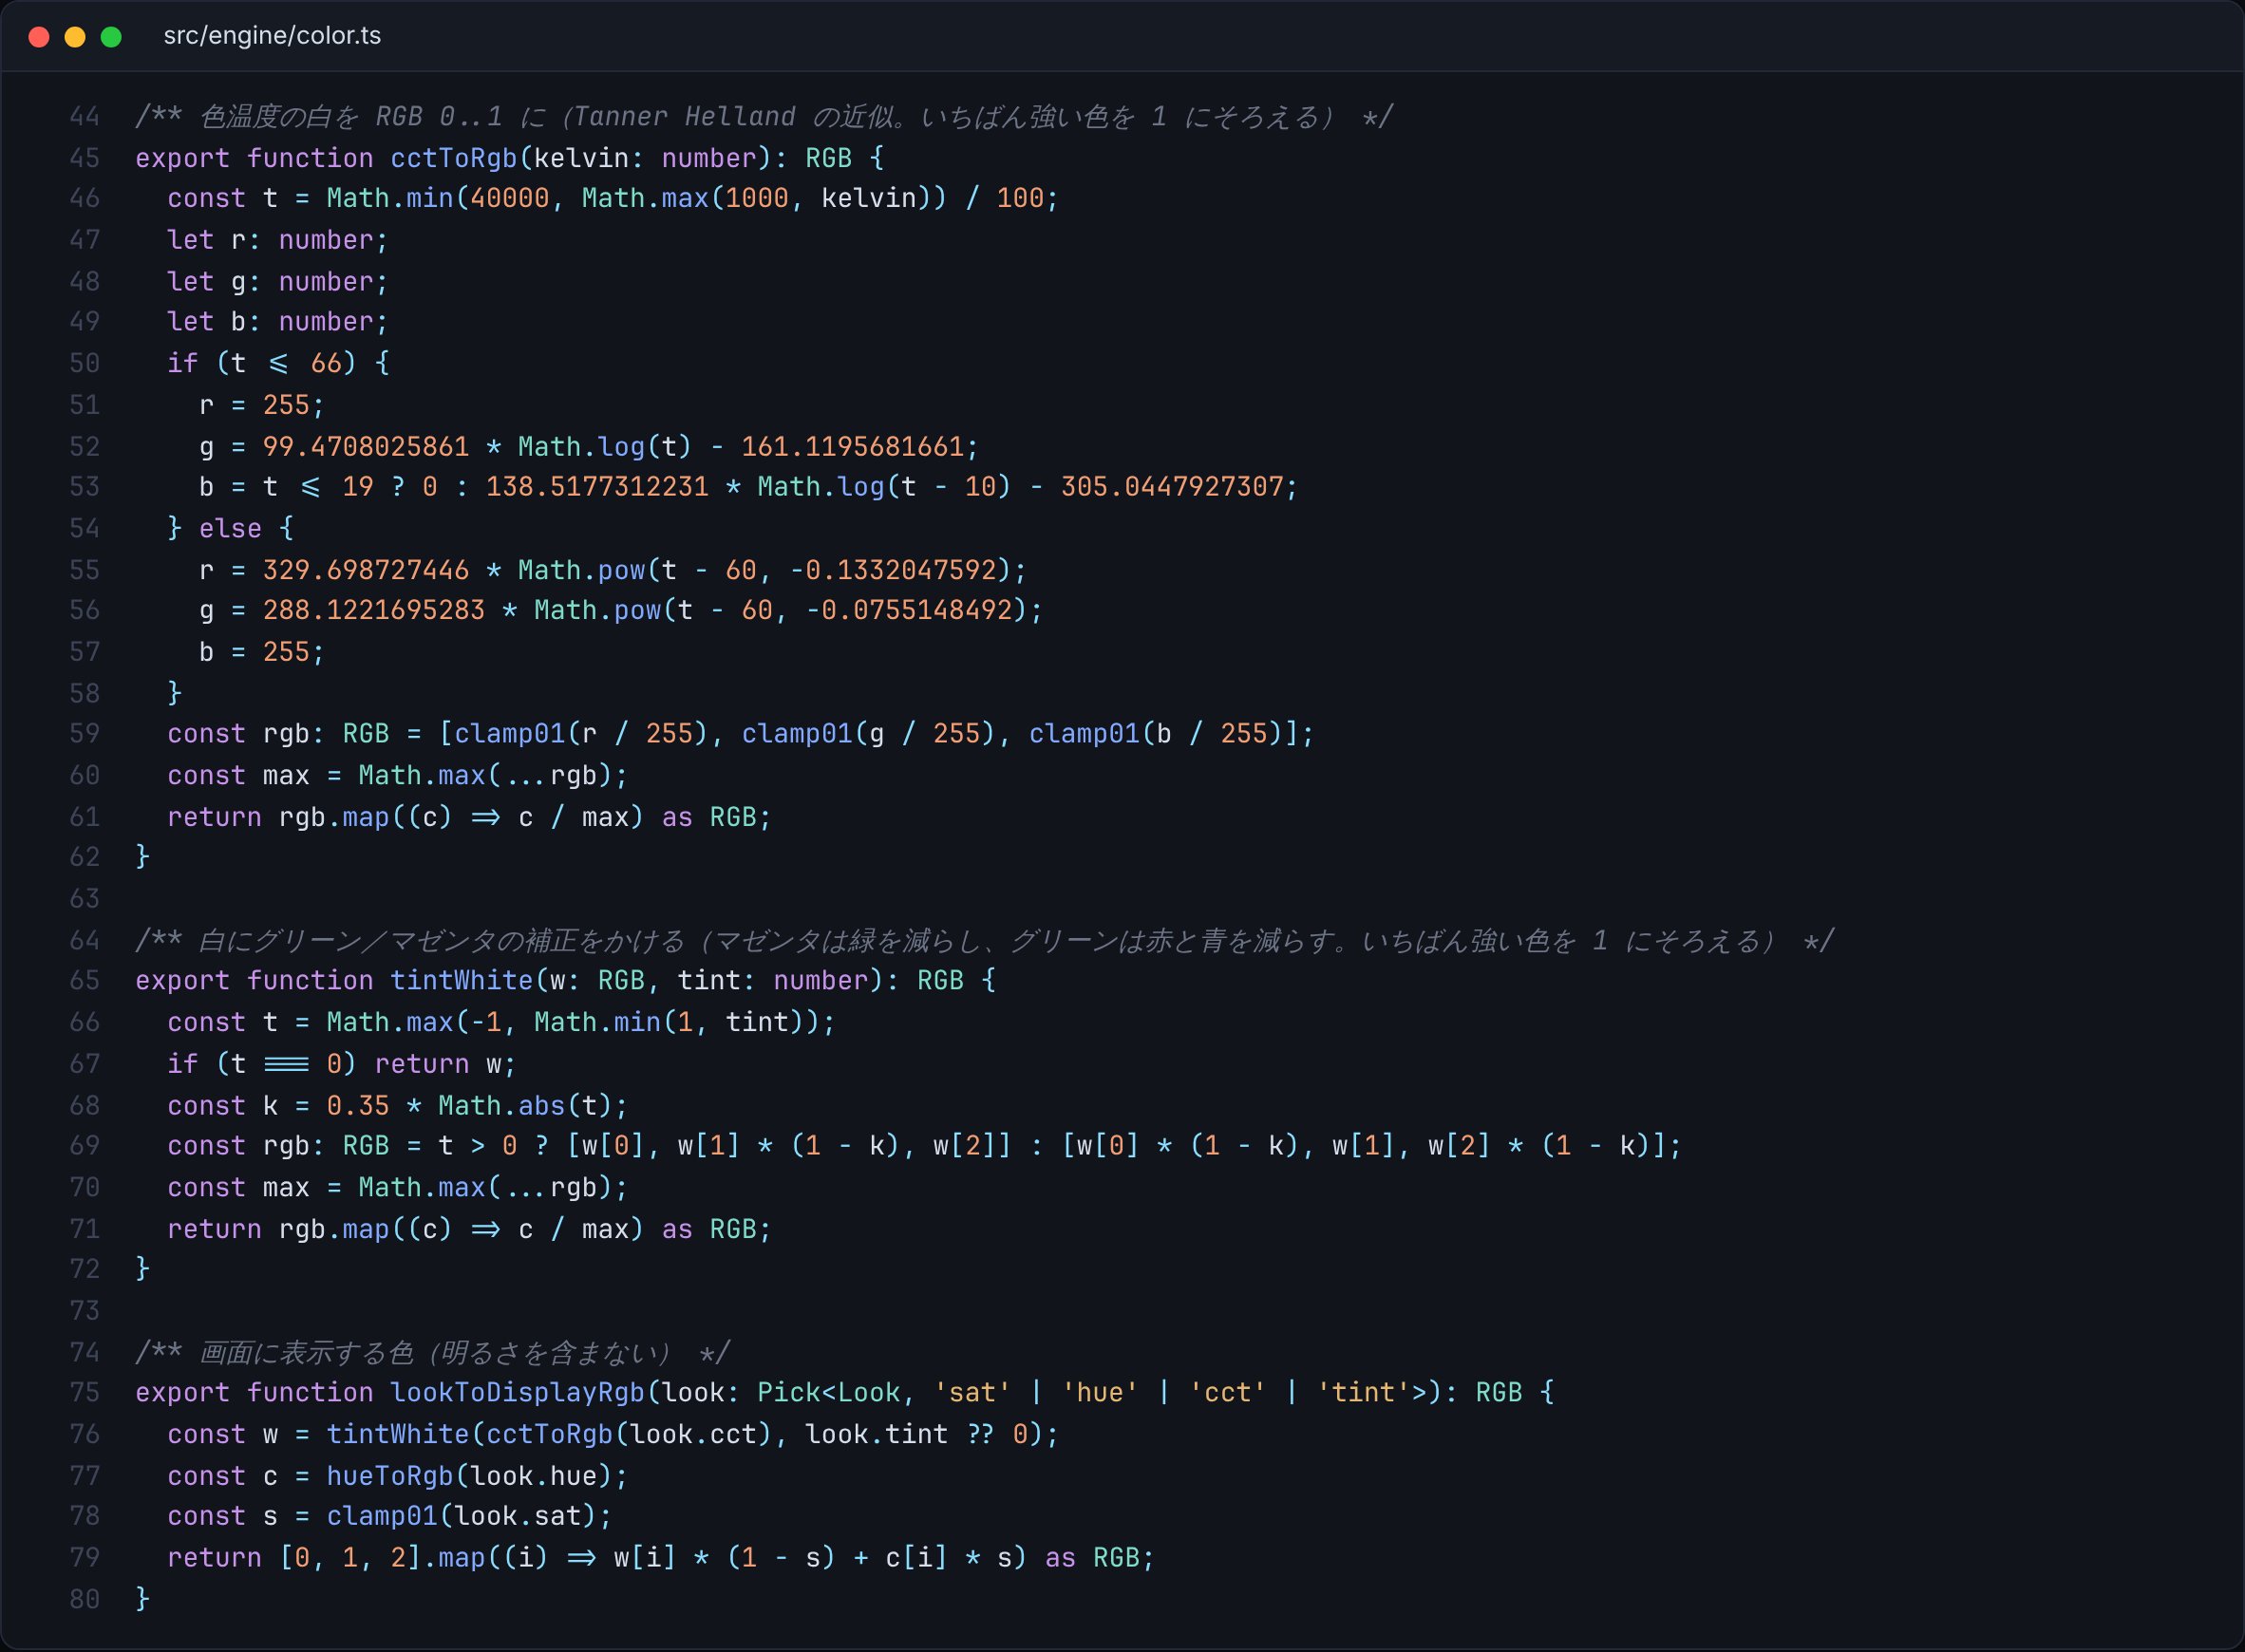 src/engine/color.ts
44 /** 色温度の白を RGB 0..1 に（Tanner Helland の近似。いちばん強い色を 1 にそろえる） */
45 export function cctToRgb(kelvin: number): RGB {
46   const t = Math.min(40000, Math.max(1000, kelvin)) / 100;
47   let r: number;
48   let g: number;
49   let b: number;
50   if (t <= 66) {
51     r = 255;
52     g = 99.4708025861 * Math.log(t) - 161.1195681661;
53     b = t <= 19 ? 0 : 138.5177312231 * Math.log(t - 10) - 305.0447927307;
54   } else {
55     r = 329.698727446 * Math.pow(t - 60, -0.1332047592);
56     g = 288.1221695283 * Math.pow(t - 60, -0.0755148492);
57     b = 255;
58   }
59   const rgb: RGB = [clamp01(r / 255), clamp01(g / 255), clamp01(b / 255)];
60   const max = Math.max(...rgb);
61   return rgb.map((c) => c / max) as RGB;
62 }
63
64 /** 白にグリーン／マゼンタの補正をかける（マゼンタは緑を減らし、グリーンは赤と青を減らす。いちばん強い色を 1 にそろえる） */
65 export function tintWhite(w: RGB, tint: number): RGB {
66   const t = Math.max(-1, Math.min(1, tint));
67   if (t === 0) return w;
68   const k = 0.35 * Math.abs(t);
69   const rgb: RGB = t > 0 ? [w[0], w[1] * (1 - k), w[2]] : [w[0] * (1 - k), w[1], w[2] * (1 - k)];
70   const max = Math.max(...rgb);
71   return rgb.map((c) => c / max) as RGB;
72 }
73
74 /** 画面に表示する色（明るさを含まない） */
75 export function lookToDisplayRgb(look: Pick<Look, 'sat' | 'hue' | 'cct' | 'tint'>): RGB {
76   const w = tintWhite(cctToRgb(look.cct), look.tint ?? 0);
77   const c = hueToRgb(look.hue);
78   const s = clamp01(look.sat);
79   return [0, 1, 2].map((i) => w[i] * (1 - s) + c[i] * s) as RGB;
80 }